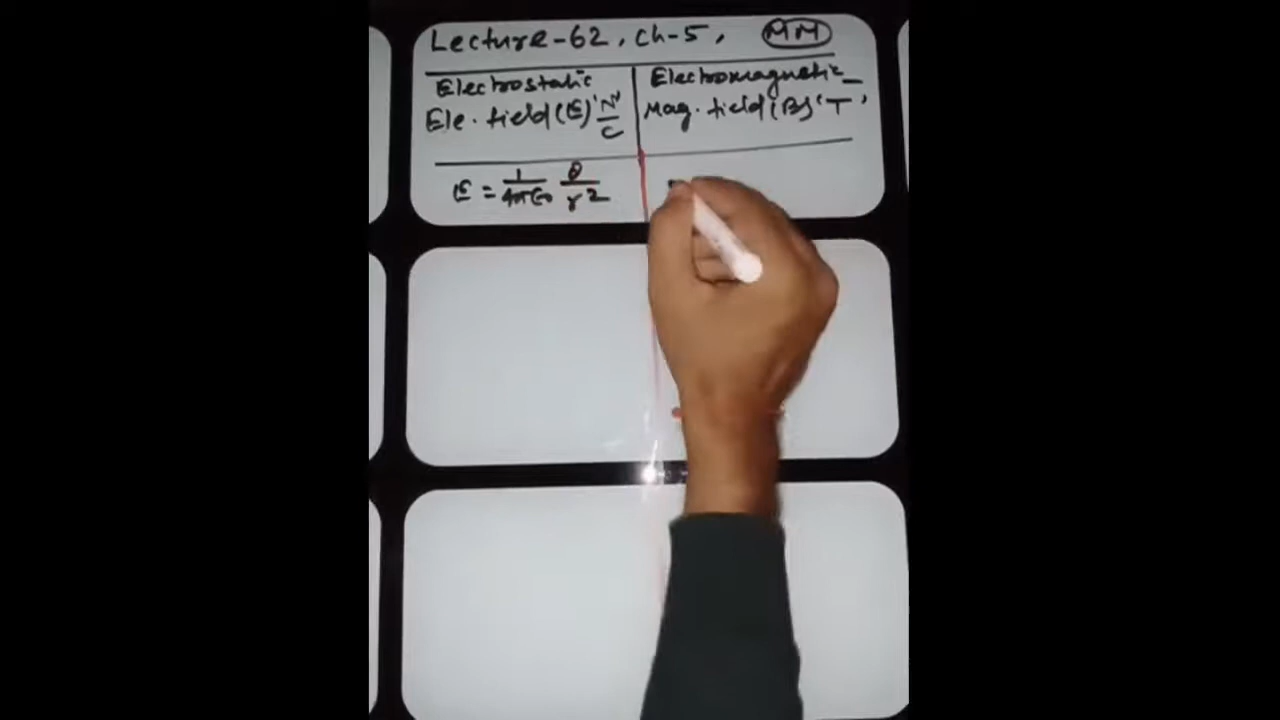 Lecture-62, Ch-5, MM
Electrostatic
Ele. field (E) 'N/C'
Electromagnetic
Mag. field (B) 'T'
E = 1/4πε0 Q/r²